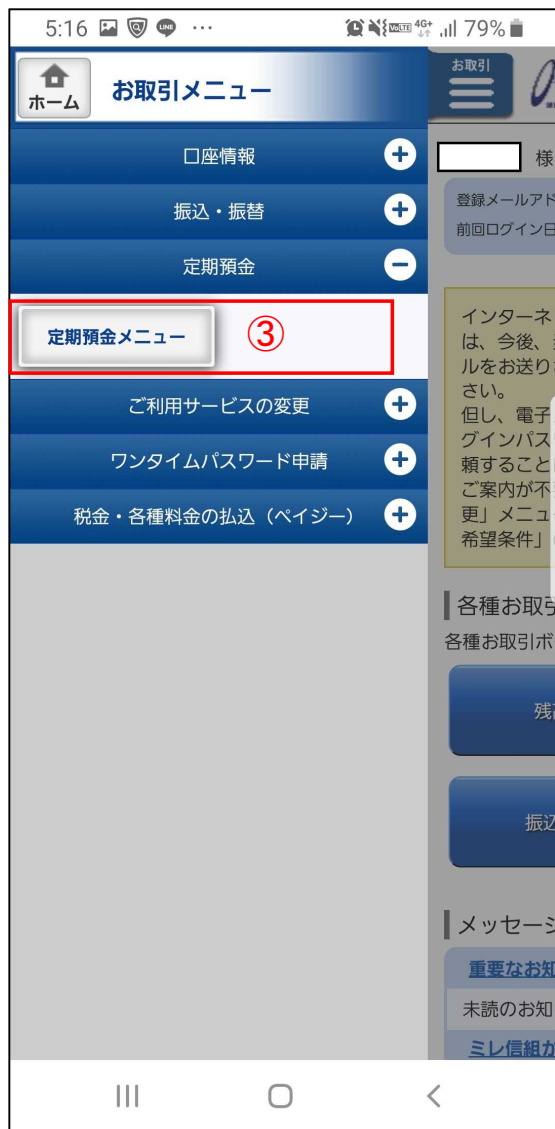 5:16 LINE … VoLTE 4G+ 79%
ホーム お取引メニュー
口座情報
振込・振替
定期預金
定期預金メニュー ③
ご利用サービスの変更
ワンタイムパスワード申請
税金・各種料金の払込（ペイジー）
お取引
様
登録メールアド
前回ログイン日
インターネ
は、今後、
ルをお送り
さい。
但し、電子
グインパス
頼すること
ご案内が不
更」メニュ
希望条件」
各種お取引
各種お取引ボ
残
振込
メッセージ
重要なお知
未読のお知
ミレ信組か